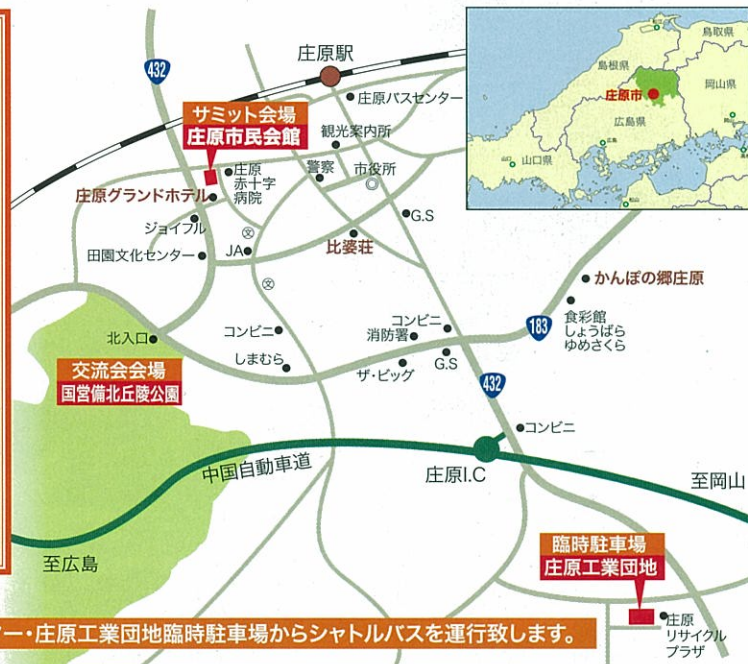 432
庄原駅
庄原バスセンター
サミット会場
庄原市民会館
観光案内所
庄原
赤十字
病院
警察
市役所
庄原グランドホテル
ジョイフル
G.S
田園文化センター
JA
比婆荘
文
文
かんぽの郷庄原
食彩館
しょうばら
ゆめさくら
183
北入口
コンビニ
しまむら
コンビニ
消防署
ザ・ビッグ
G.S
432
交流会会場
国営備北丘陵公園
コンビニ
中国自動車道
庄原I.C
至岡山
至広島
臨時駐車場
庄原工業団地
庄原
リサイクル
プラザ
ー・庄原工業団地臨時駐車場からシャトルバスを運行致します。
鳥取県
島根県
岡山県
庄原市
広島県
山口県